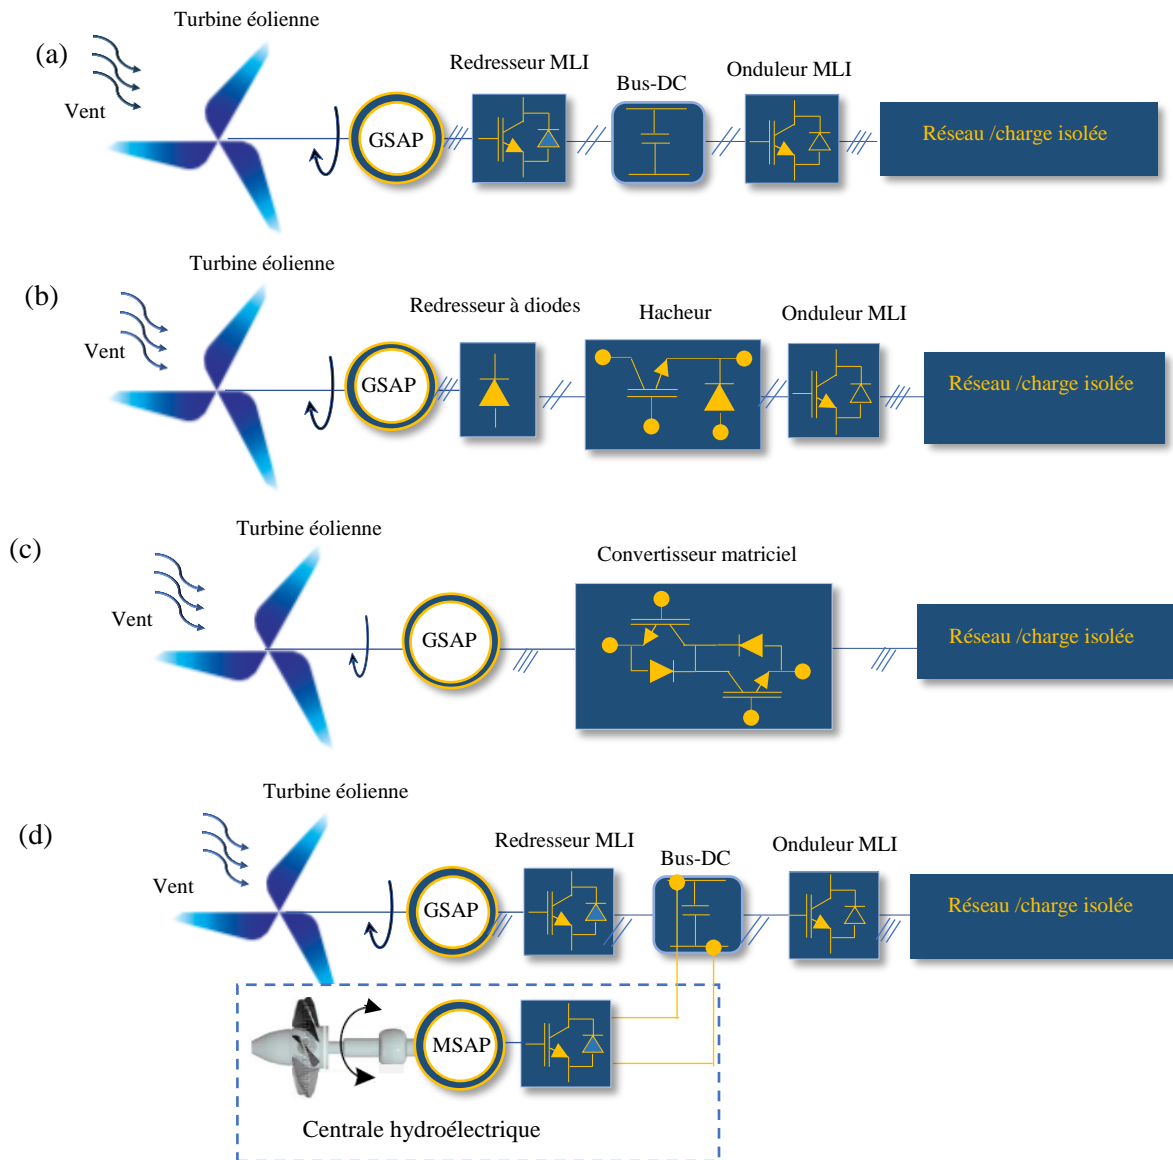 (a)
Turbine éolienne
Vent
GSAP
Redresseur MLI
Bus-DC
Onduleur MLI
Réseau /charge isolée
(b)
Turbine éolienne
Vent
GSAP
Redresseur à diodes
Hacheur
Onduleur MLI
Réseau /charge isolée
(c)
Turbine éolienne
Vent
GSAP
Convertisseur matriciel
Réseau /charge isolée
(d)
Turbine éolienne
Vent
GSAP
Redresseur MLI
Bus-DC
Onduleur MLI
Réseau /charge isolée
MSAP
Centrale hydroélectrique